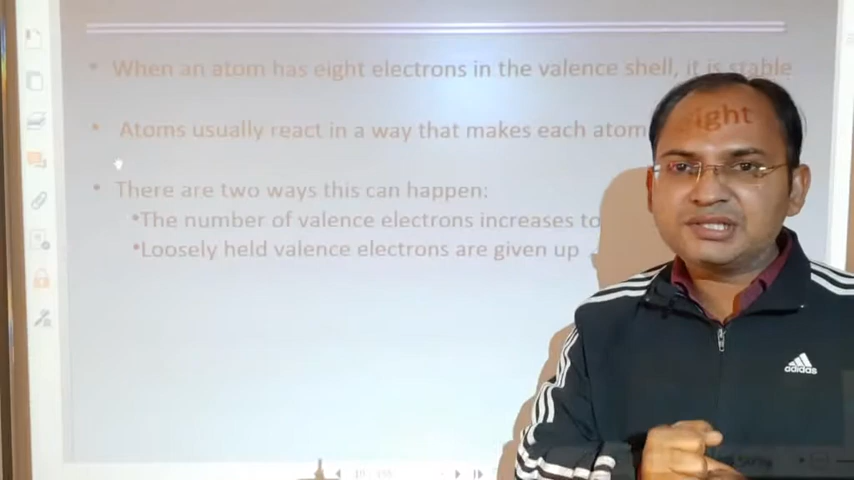 • When an atom has eight electrons in the valence shell, it is stable
• Atoms usually react in a way that makes each atom
ight
• There are two ways this can happen:
•The number of valence electrons increases to
•Loosely held valence electrons are given up
adidas